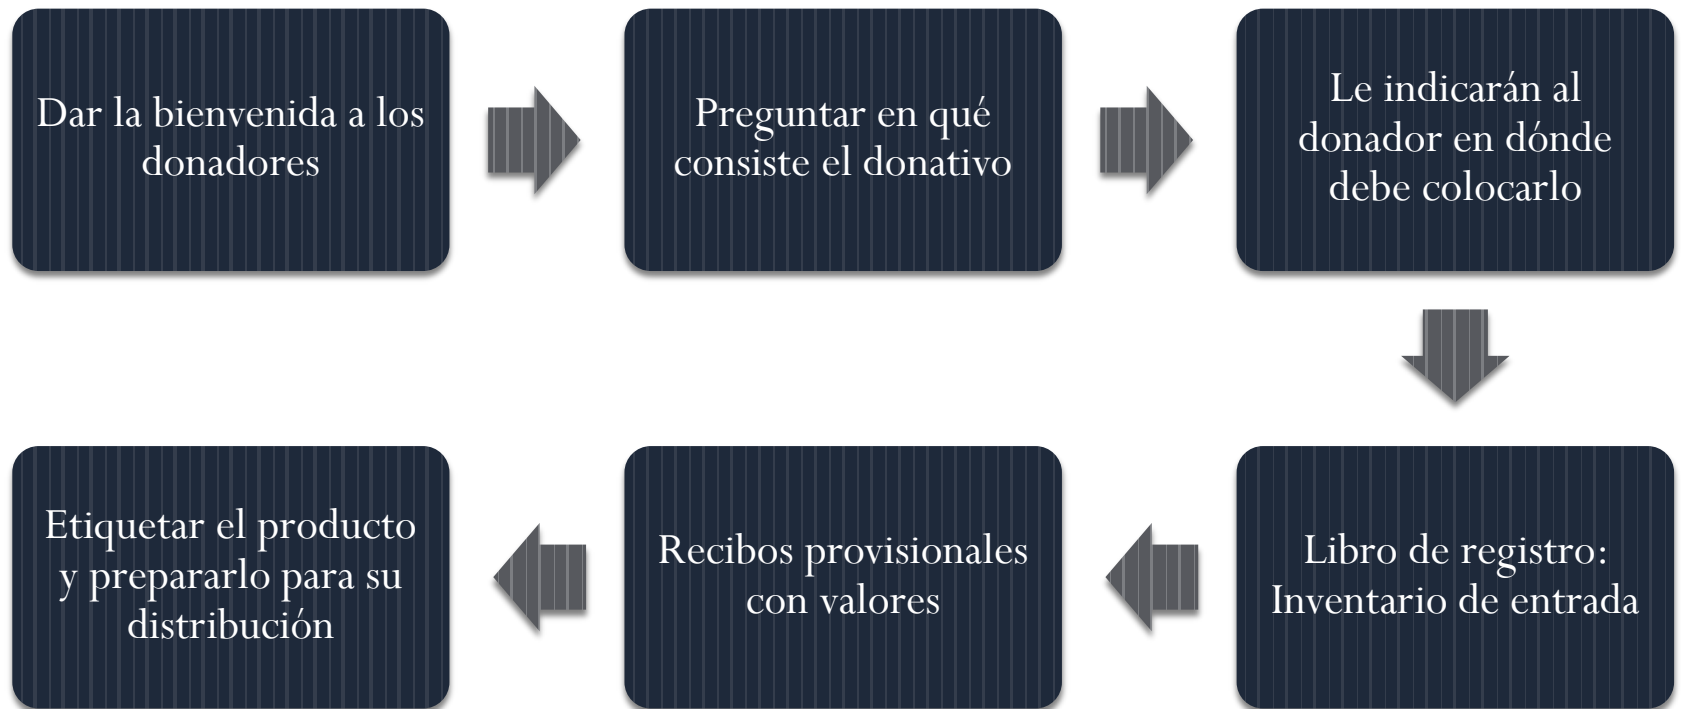 Dar la bienvenida a los
donadores
Preguntar en qué
consiste el donativo
Le indicarán al
donador en dónde
debe colocarlo
Libro de registro:
Inventario de entrada
Recibos provisionales
con valores
Etiquetar el producto
y prepararlo para su
distribución